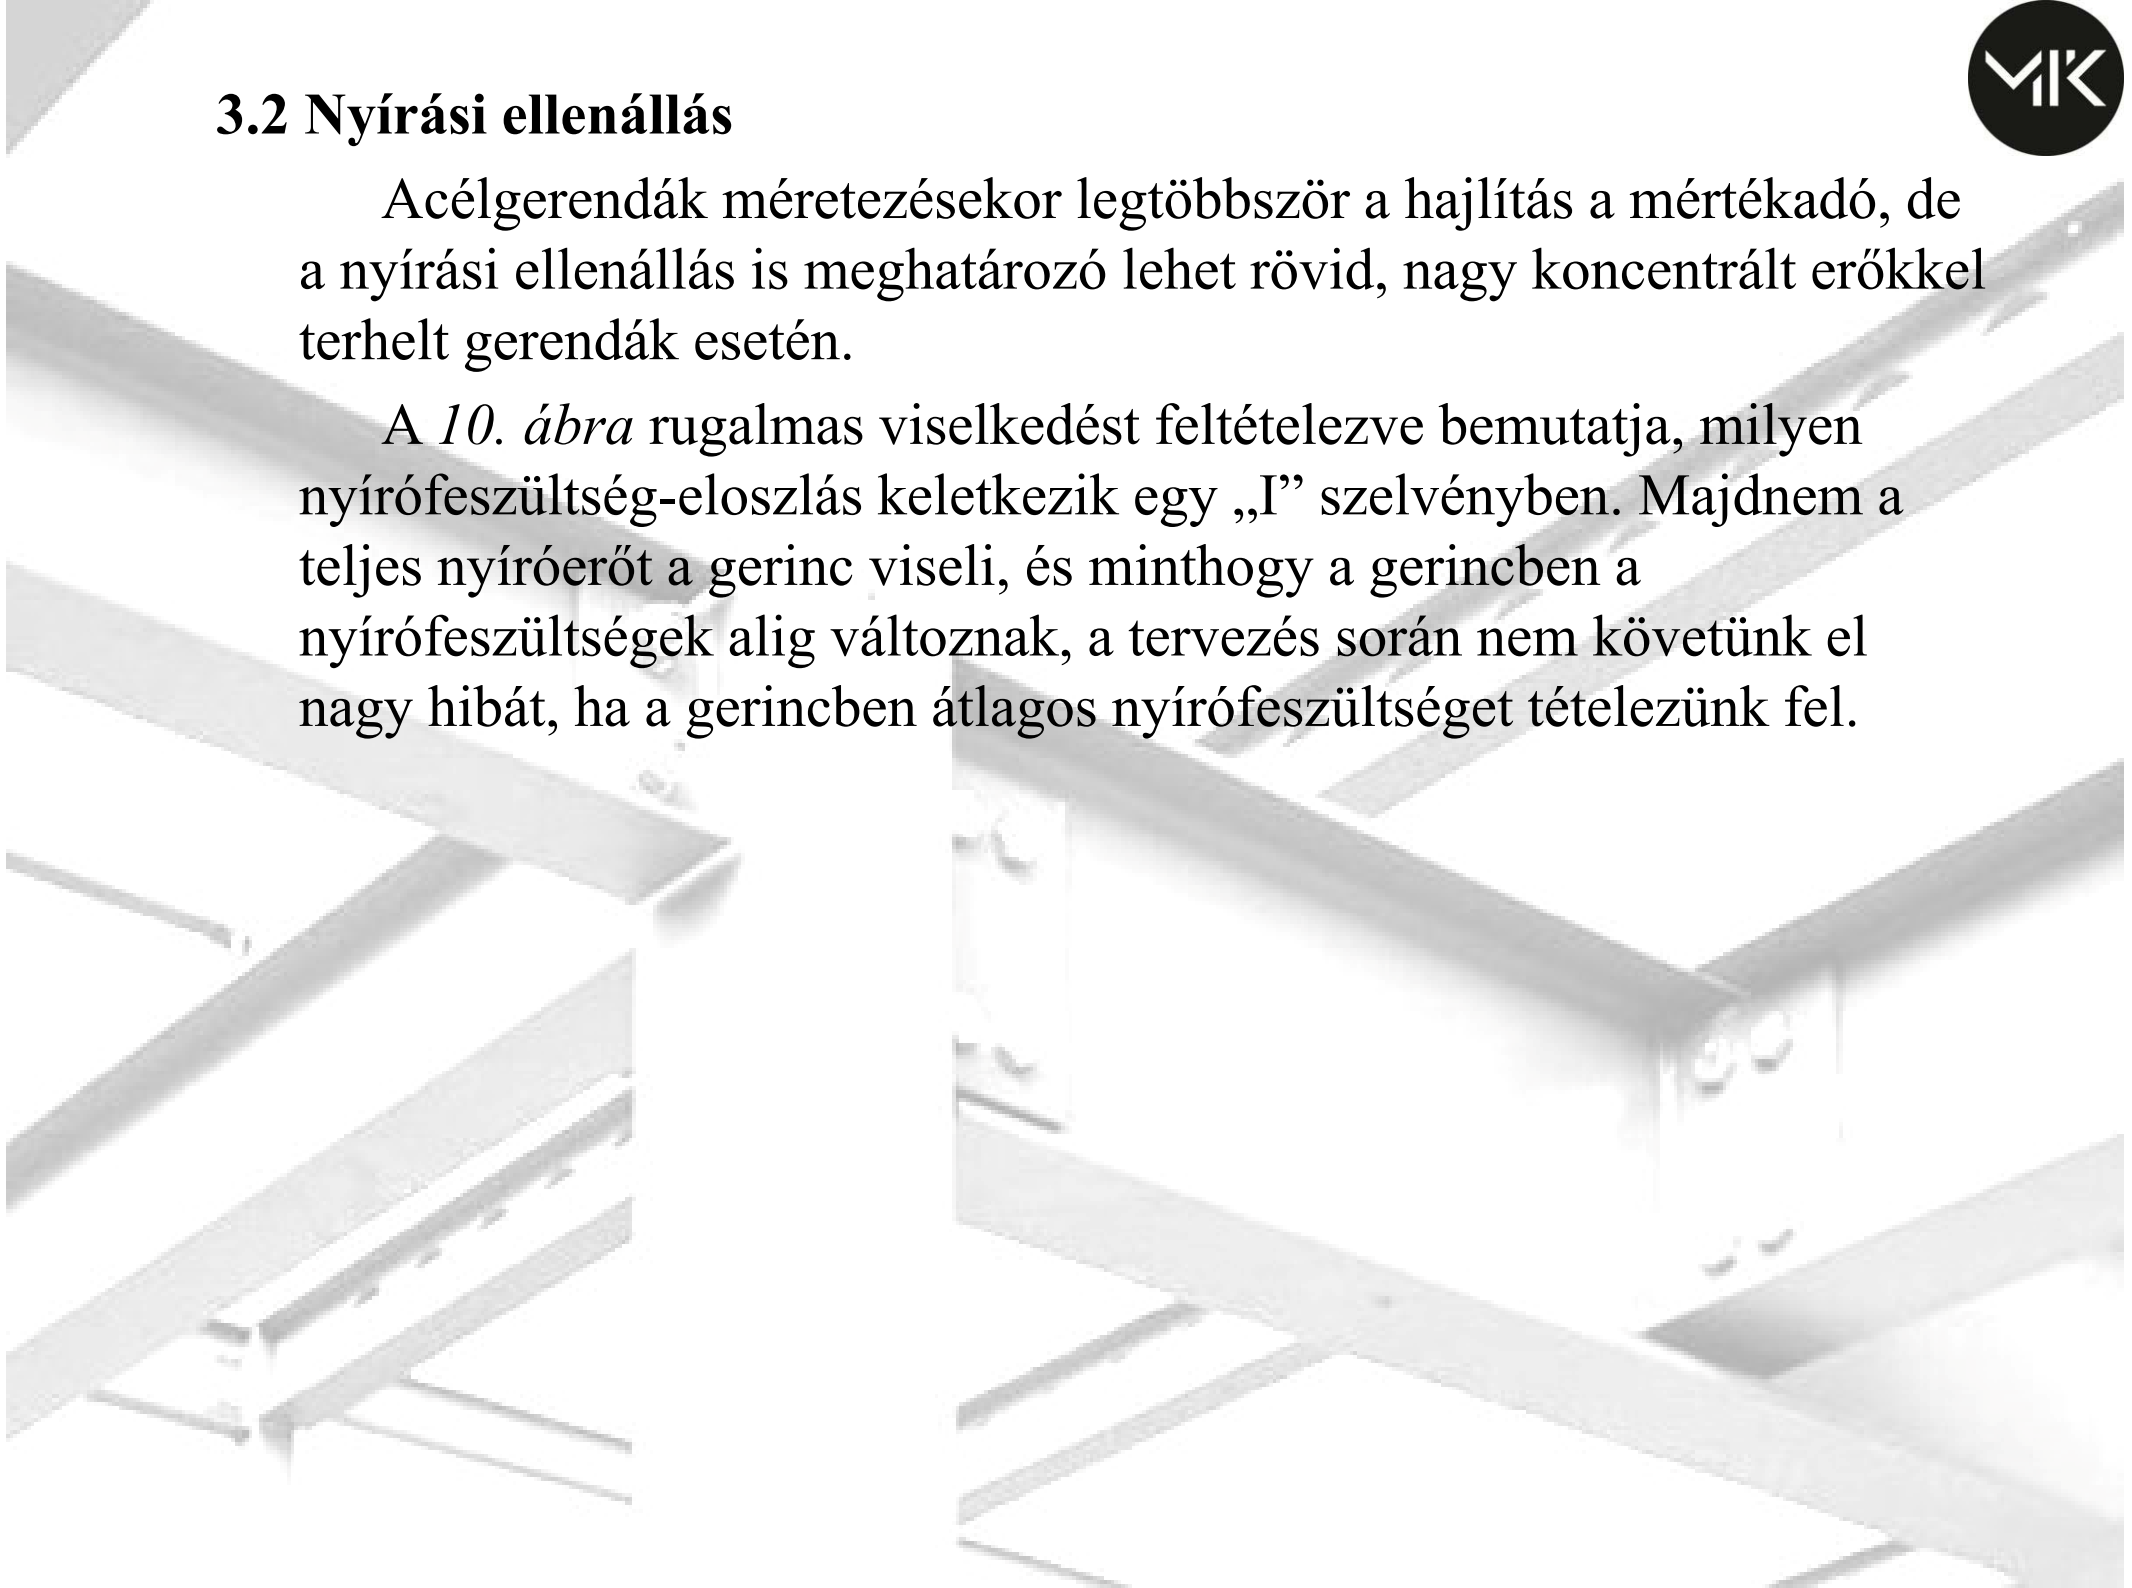 MK
3.2 Nyírási ellenállás
Acélgerendák méretezésekor legtöbbször a hajlítás a mértékadó, de
a nyírási ellenállás is meghatározó lehet rövid, nagy koncentrált erőkkel
terhelt gerendák esetén.
A 10. ábra rugalmas viselkedést feltételezve bemutatja, milyen
nyírófeszültség-eloszlás keletkezik egy „I” szelvényben. Majdnem a
teljes nyíróerőt a gerinc viseli, és minthogy a gerincben a
nyírófeszültségek alig változnak, a tervezés során nem követünk el
nagy hibát, ha a gerincben átlagos nyírófeszültséget tételezünk fel.